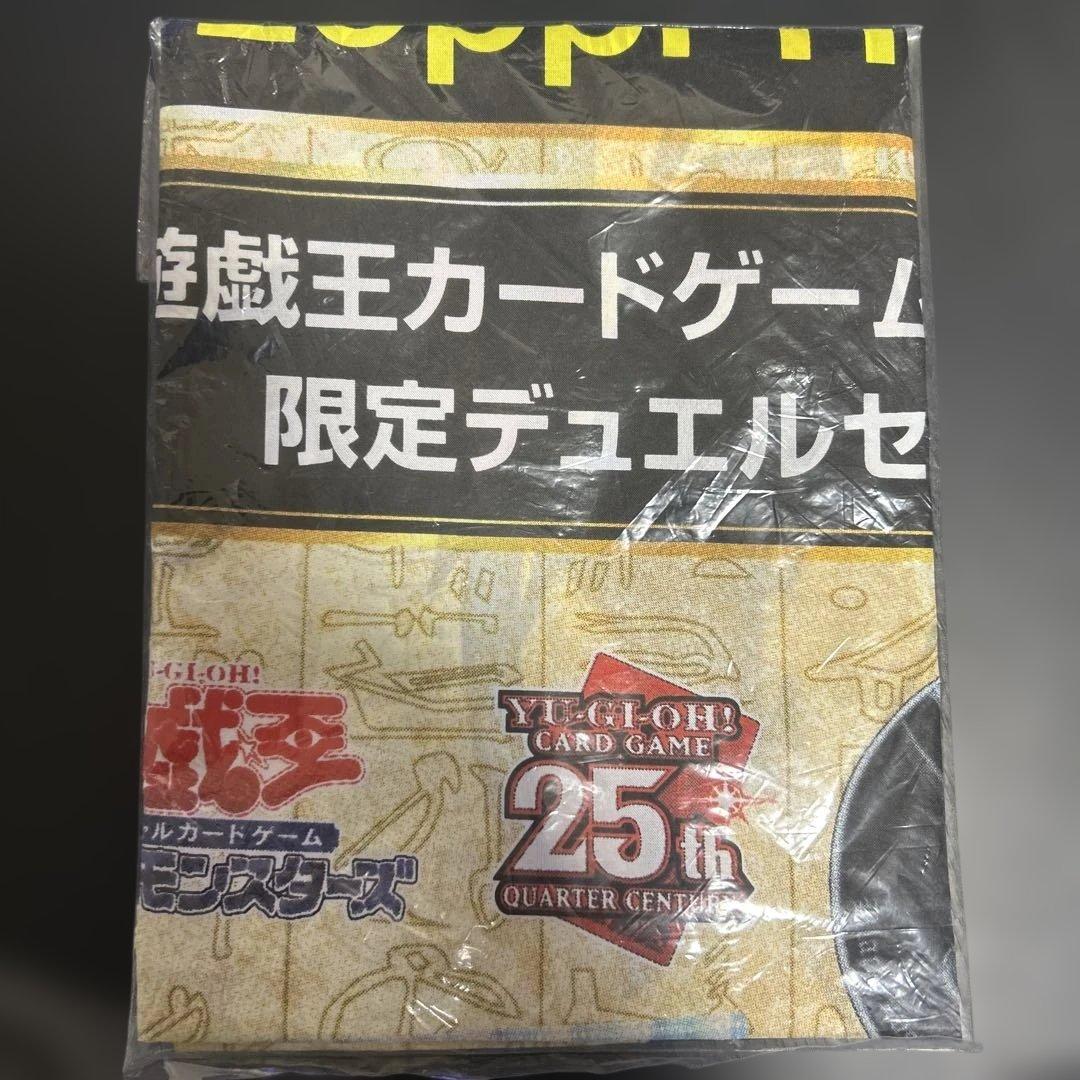 Loppi・H
遊戯王カードゲーム
限定デュエルセ
U-GI-OH!
戯王
ャルカードゲーム
モンスターズ
YU-GI-OH!
CARD GAME
25th
QUARTER CENTURY